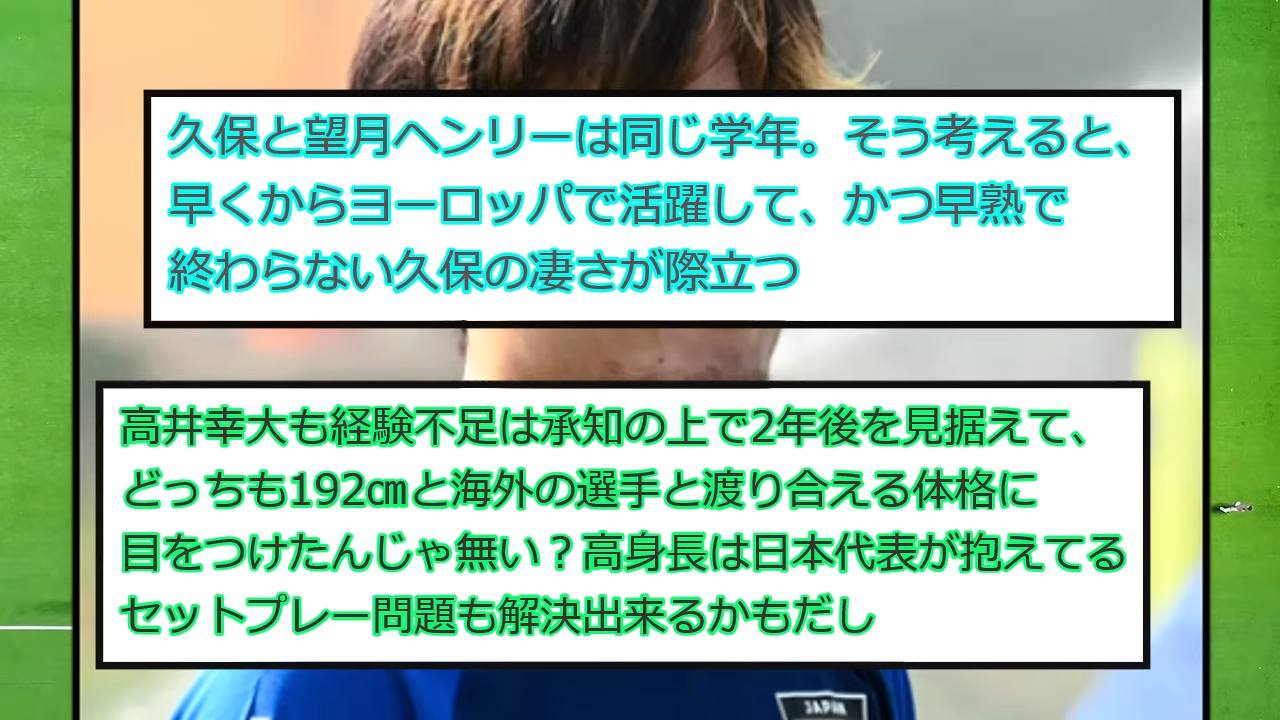 久保と望月ヘンリーは同じ学年。そう考えると、
早くからヨーロッパで活躍して、かつ早熟で
終わらない久保の凄さが際立つ
高井幸大も経験不足は承知の上で2年後を見据えて、
どっちも192㎝と海外の選手と渡り合える体格に
目をつけたんじゃ無い？高身長は日本代表が抱えてる
セットプレー問題も解決出来るかもだし
JAPAN